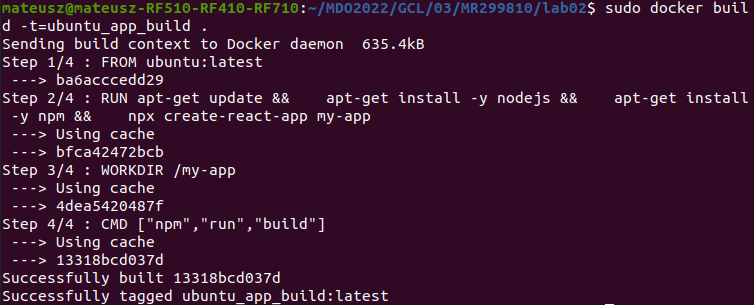 mateusz@mateusz-RF510-RF410-RF710:~/MDO2022/GCL/03/MR299810/lab02$ sudo docker buil
d -t=ubuntu_app_build .
Sending build context to Docker daemon  635.4kB
Step 1/4 : FROM ubuntu:latest
 ---> ba6acccedd29
Step 2/4 : RUN apt-get update &&    apt-get install -y nodejs &&    apt-get install
-y npm &&    npx create-react-app my-app
 ---> Using cache
 ---> bfca42472bcb
Step 3/4 : WORKDIR /my-app
 ---> Using cache
 ---> 4dea5420487f
Step 4/4 : CMD ["npm","run","build"]
 ---> Using cache
 ---> 13318bcd037d
Successfully built 13318bcd037d
Successfully tagged ubuntu_app_build:latest